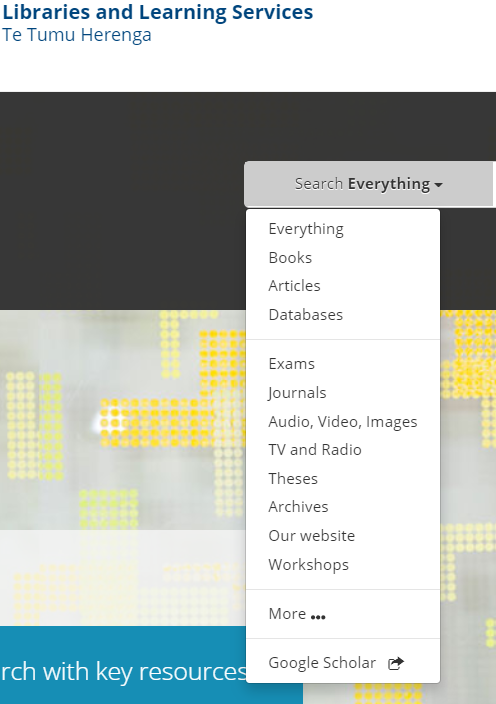 Libraries and Learning Services
Te Tumu Herenga
Search Everything
Everything
Books
Articles
Databases
Exams
Journals
Audio, Video, Images
TV and Radio
Theses
Archives
Our website
Workshops
More •••
Google Scholar
with key resources